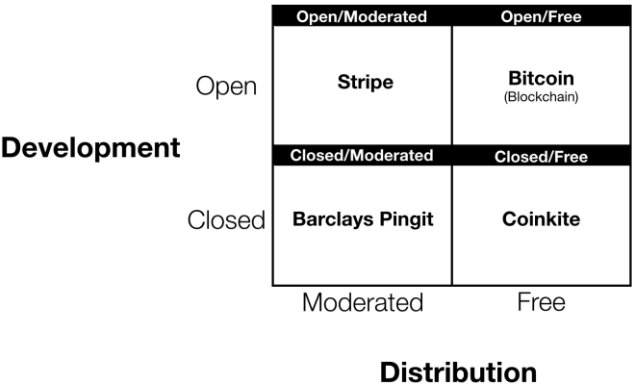 Open/Moderated
Open/Free
Open
Stripe
Bitcoin
(Blockchain)
Development
Closed/Moderated
Closed/Free
Closed
Barclays Pingit
Coinkite
Moderated
Free
Distribution